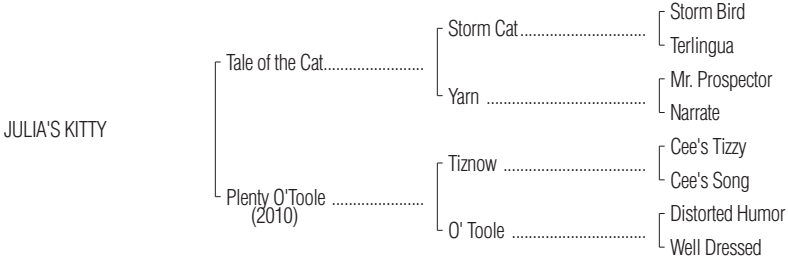 Storm Bird
Storm Cat..............................
Terlingua
Tale of the Cat.......................
Mr. Prospector
Yarn ......................................
Narrate
JULIA'S KITTY
Cee's Tizzy
Tiznow ..................................
Cee's Song
Plenty O'Toole .....................
(2010)
Distorted Humor
O' Toole ................................
Well Dressed